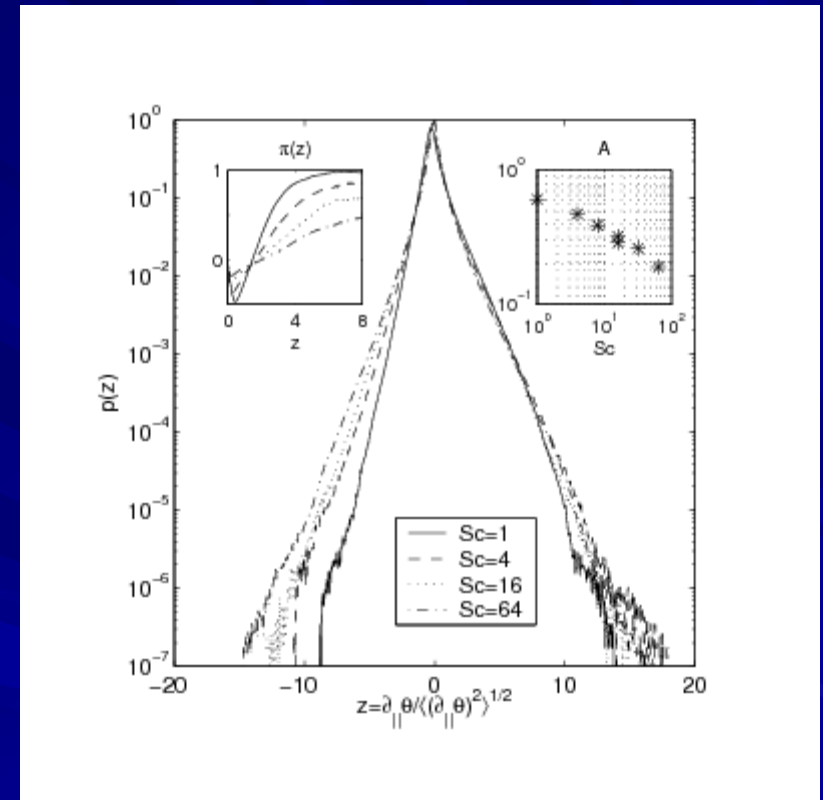 10^0
10^-1
10^-2
10^-3
10^-4
10^-5
10^-6
10^-7
p(z)
-20 -10 0 10 20
z=∂_||θ/⟨(∂_||θ)^2⟩^1/2
π(z)
1
0
0 4 8
z
A
10^0
10^-1
10^0 10^1 10^2
Sc
Sc=1
Sc=4
Sc=16
Sc=64